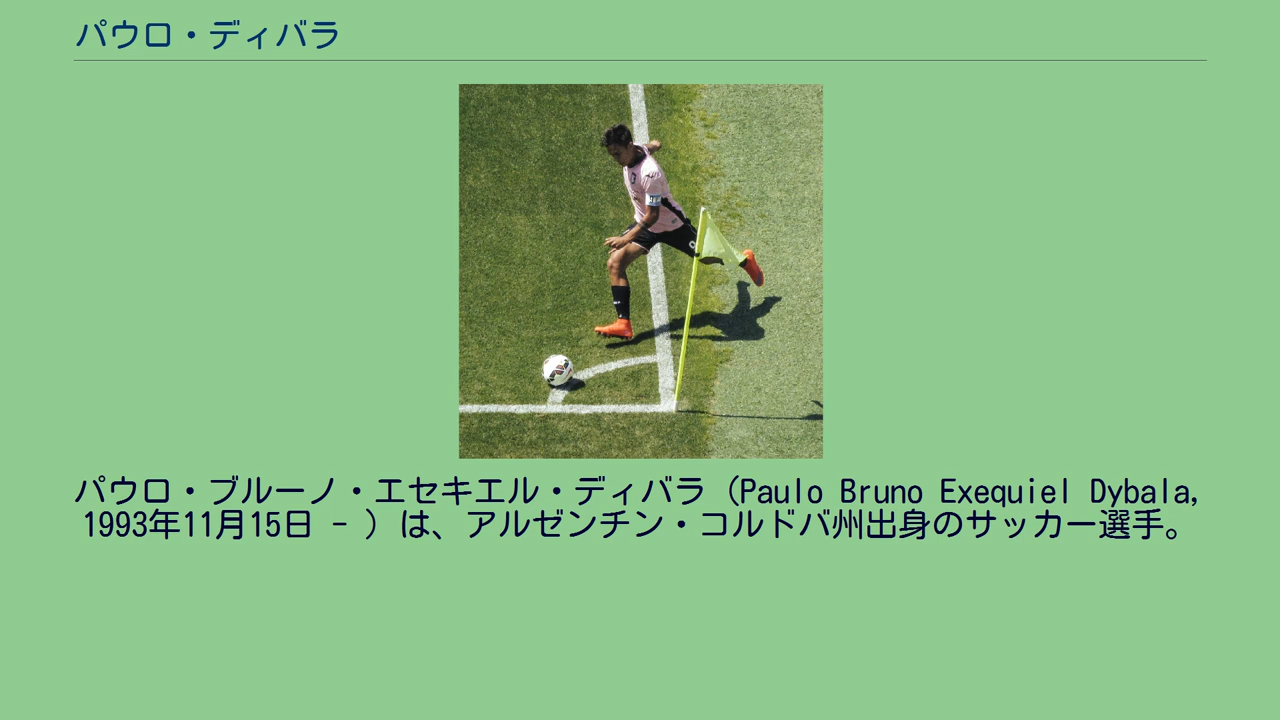 パウロ・ディバラ
パウロ・ブルーノ・エセキエル・ディバラ（Paulo Bruno Exequiel Dybala,
1993年11月15日 - ）は、アルゼンチン・コルドバ州出身のサッカー選手。